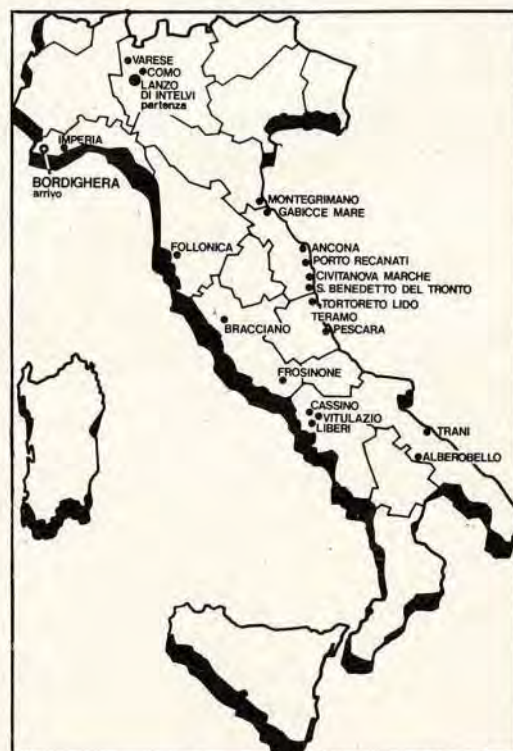 VARESE
COMO
LANZO
DI INTELVI
partenza
IMPERIA
BORDIGHERA
arrivo
MONTEGRIMANO
GABICCE MARE
FOLLONICA
ANCONA
PORTO RECANATI
CIVITANOVA MARCHE
S. BENEDETTO DEL TRONTO
TORTORETO LIDO
TERAMO
PESCARA
BRACCIANO
FROSINONE
CASSINO
VITULAZIO
LIBERI
TRANI
ALBEROBELLO